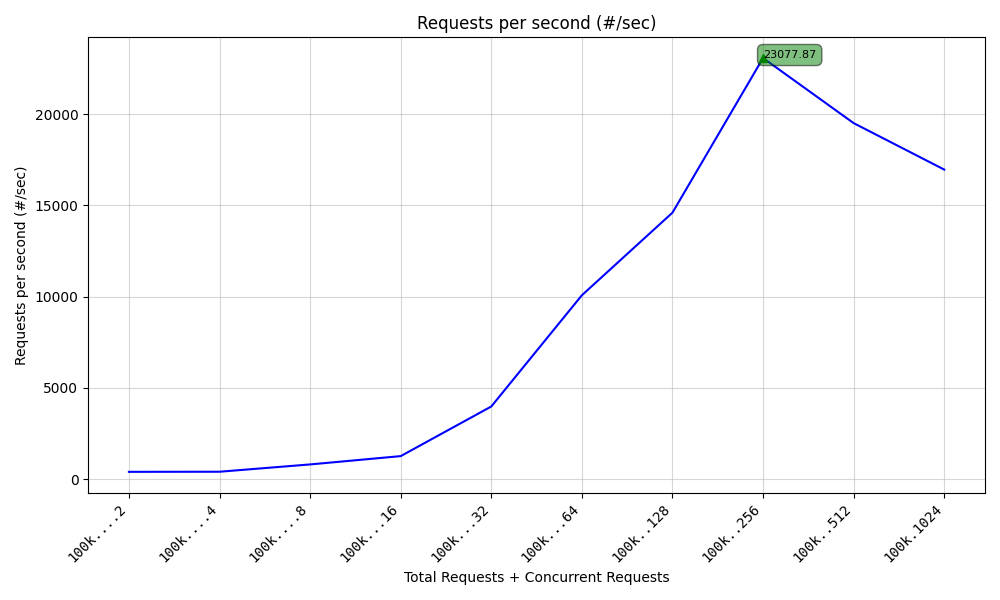 Requests per second (#/sec)
23077.87
Requests per second (#/sec)
20000
15000
10000
5000
0
100k....2
100k....4
100k....8
100k...16
100k...32
100k...64
100k..128
100k..256
100k..512
100k.1024
Total Requests + Concurrent Requests